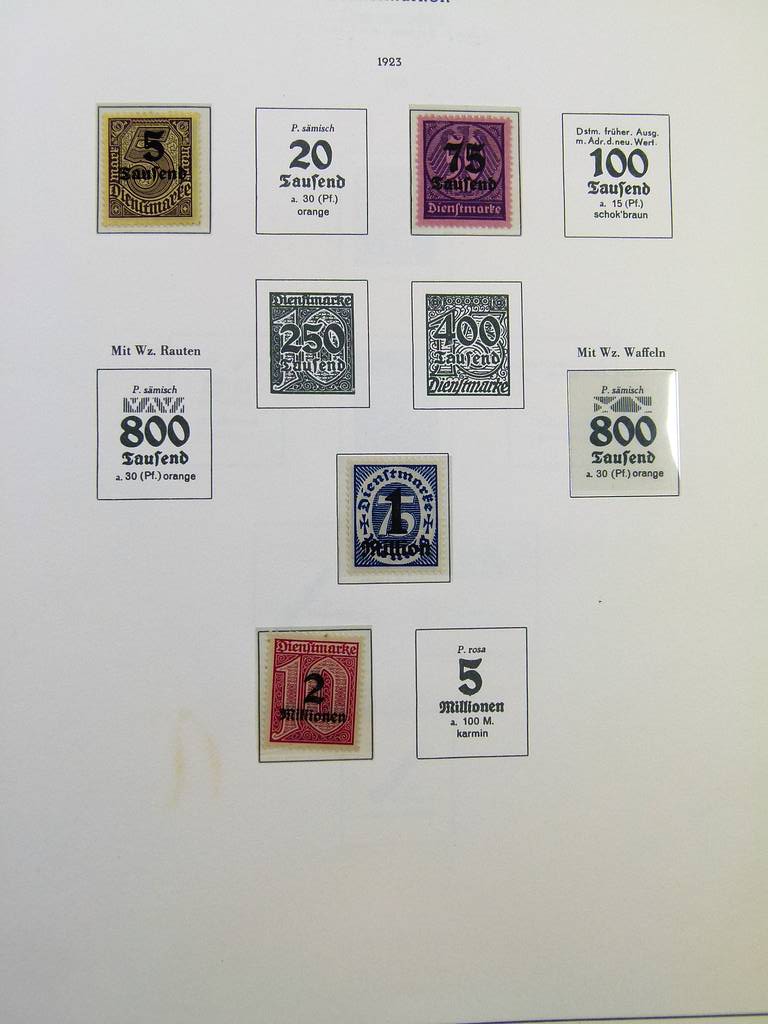 1923
5
Tausend
Dienstmarke
P. sämisch
20
Tausend
a. 30 (Pf.)
orange
75
Tausend
Dienstmarke
Dstm. früher. Ausg.
m. Adr.d.neu. Wert.
100
Tausend
a. 15 (Pf.)
schok'braun
Dienstmarke
250
Tausend
400
Tausend
Dienstmarke
Mit Wz. Rauten
P. sämisch
800
Tausend
a. 30 (Pf.) orange
Mit Wz. Waffeln
P. sämisch
800
Tausend
a. 30 (Pf.) orange
Dienstmarke
75
1
Million
Dienstmarke
10
2
Millionen
P. rosa
5
Millionen
a. 100 M.
karmin